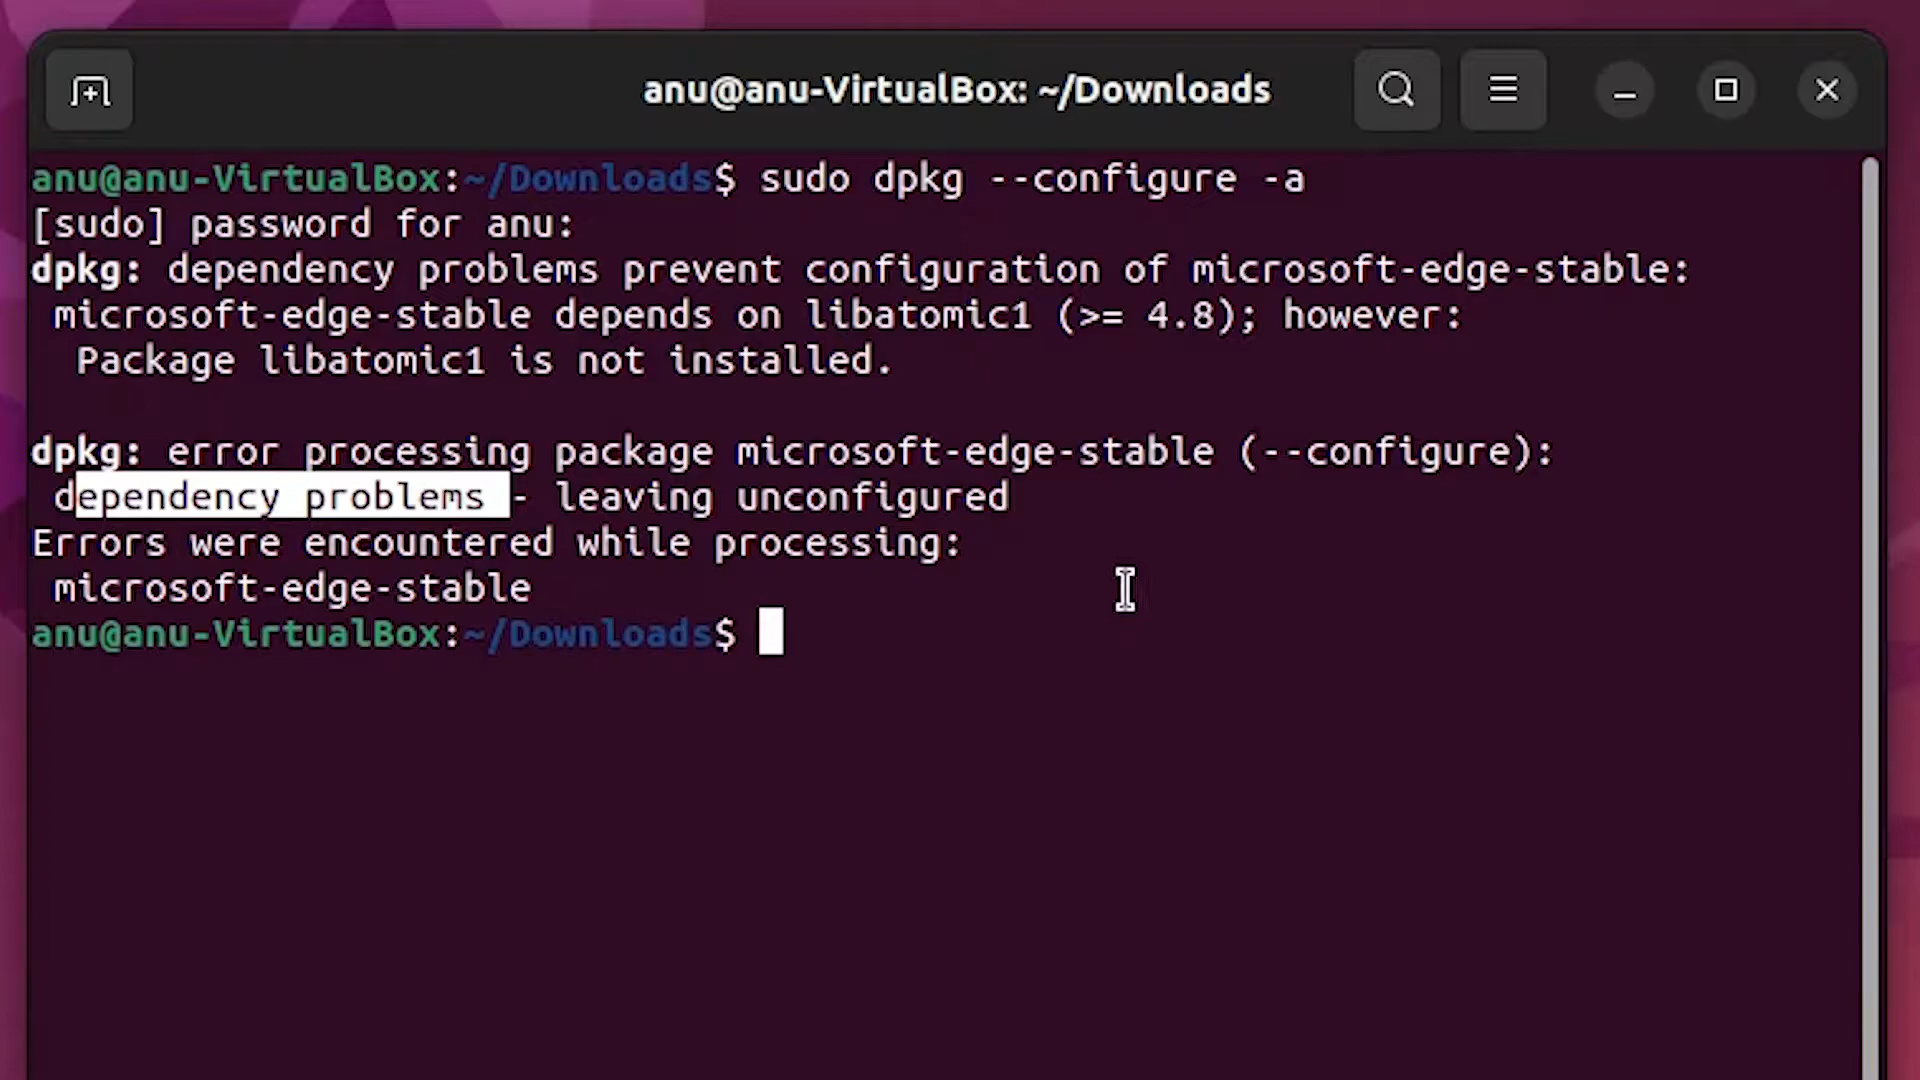 anu@anu-VirtualBox: ~/Downloads
anu@anu-VirtualBox:~/Downloads$ sudo dpkg --configure -a
[sudo] password for anu:
dpkg: dependency problems prevent configuration of microsoft-edge-stable:
 microsoft-edge-stable depends on libatomic1 (>= 4.8); however:
  Package libatomic1 is not installed.

dpkg: error processing package microsoft-edge-stable (--configure):
 dependency problems - leaving unconfigured
Errors were encountered while processing:
 microsoft-edge-stable
anu@anu-VirtualBox:~/Downloads$